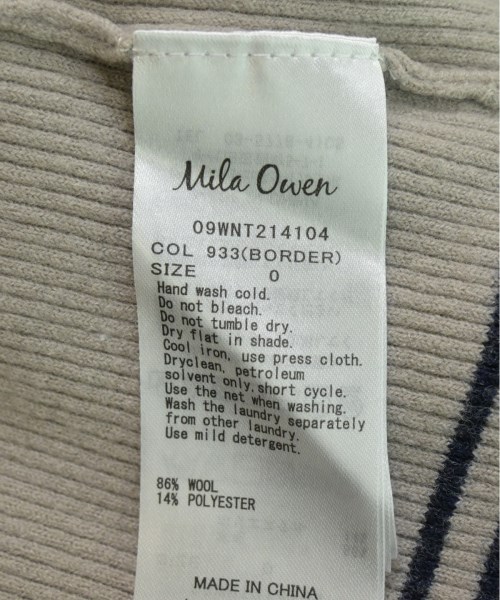 Mila Owen
09WNT214104
COL 933(BORDER)
SIZE 0
Hand wash cold.
Do not bleach.
Do not tumble dry.
Dry flat in shade.
Cool iron, use press cloth.
Dryclean, petroleum
solvent only,short cycle.
Use the net when washing.
Wash the laundry separately
from other laundry.
Use mild detergent.
86% WOOL
14% POLYESTER
MADE IN CHINA